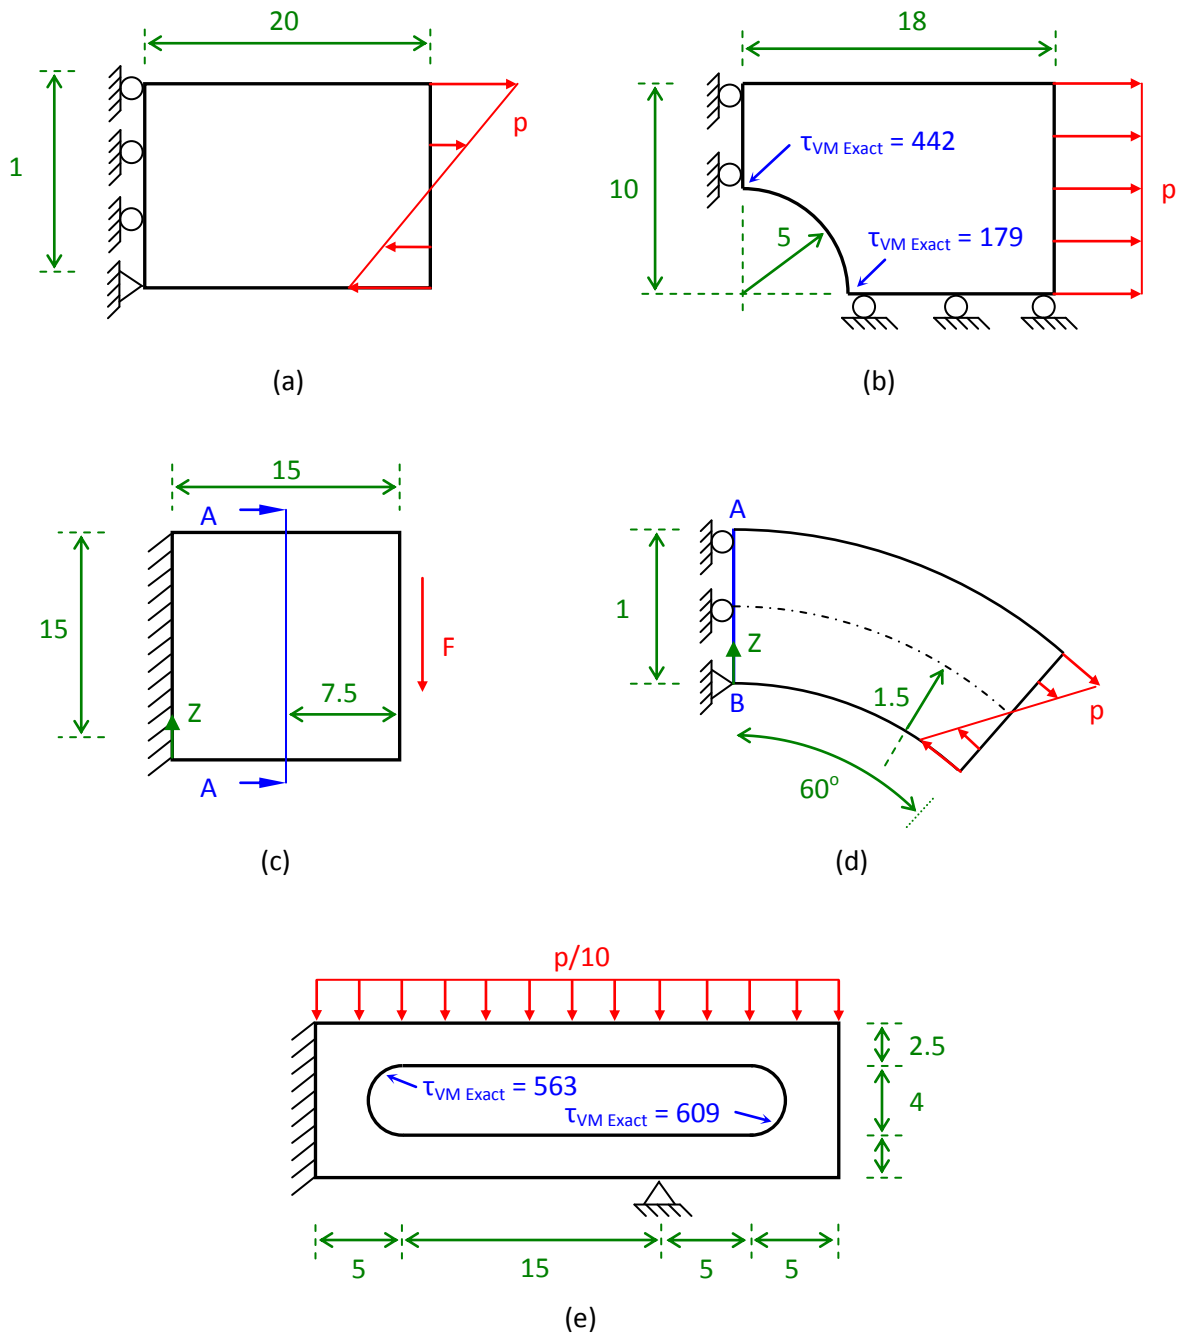 20
1
p
(a)
18
τVM Exact = 442
10
5
τVM Exact = 179
p
(b)
15
A
15
F
7.5
Z
A
(c)
A
1
Z
B
1.5
p
60o
(d)
p/10
2.5
τVM Exact = 563
τVM Exact = 609
4
5
15
5
5
(e)